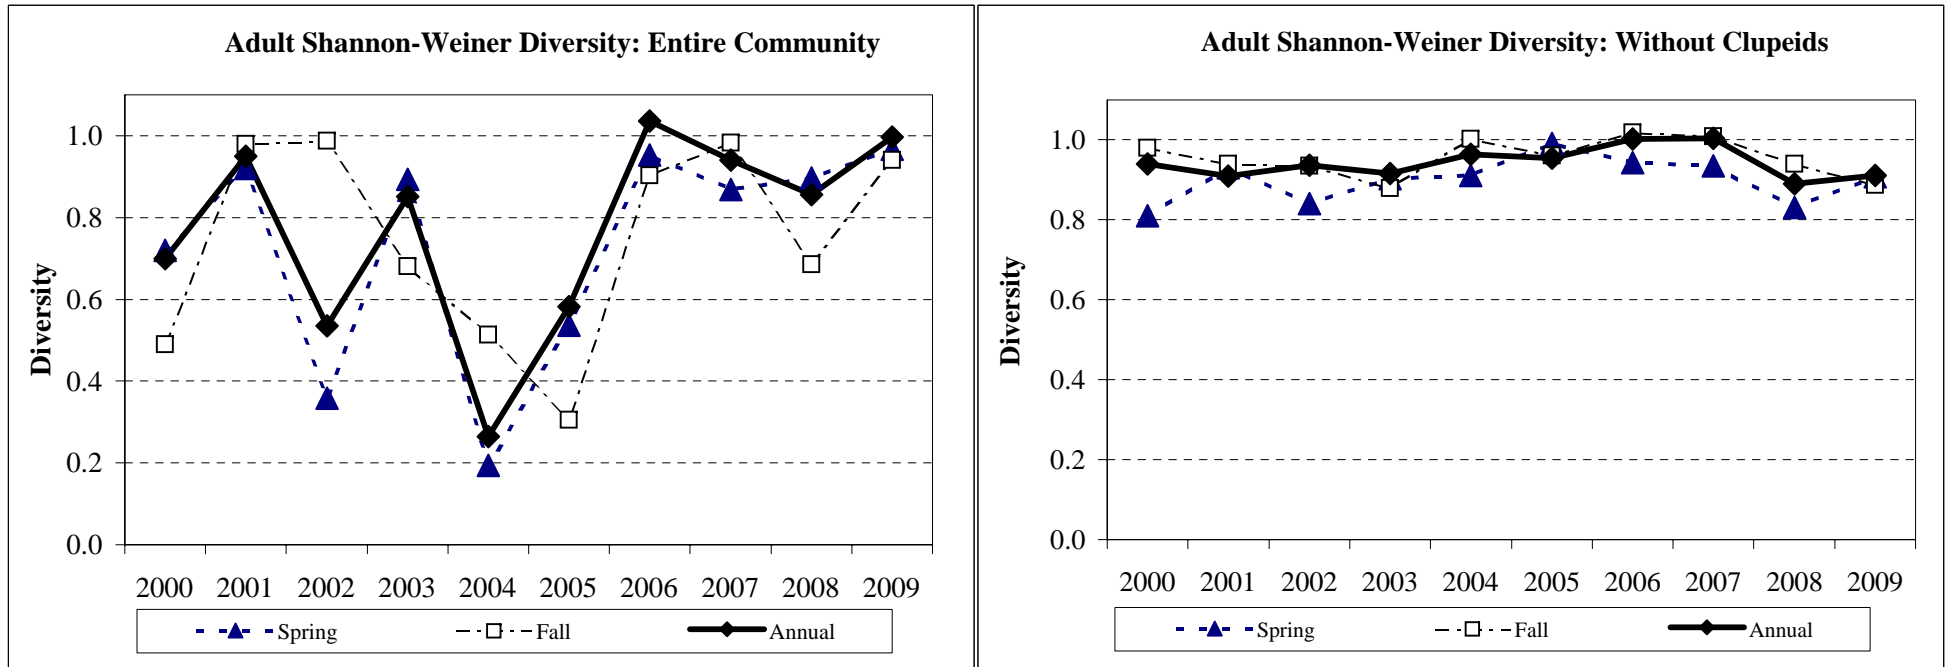 Adult Shannon-Weiner Diversity: Entire Community
Diversity
1.0
0.8
0.6
0.4
0.2
0.0
2000 2001 2002 2003 2004 2005 2006 2007 2008 2009
Spring Fall Annual
Adult Shannon-Weiner Diversity: Without Clupeids
Diversity
1.0
0.8
0.6
0.4
0.2
0.0
2000 2001 2002 2003 2004 2005 2006 2007 2008 2009
Spring Fall Annual